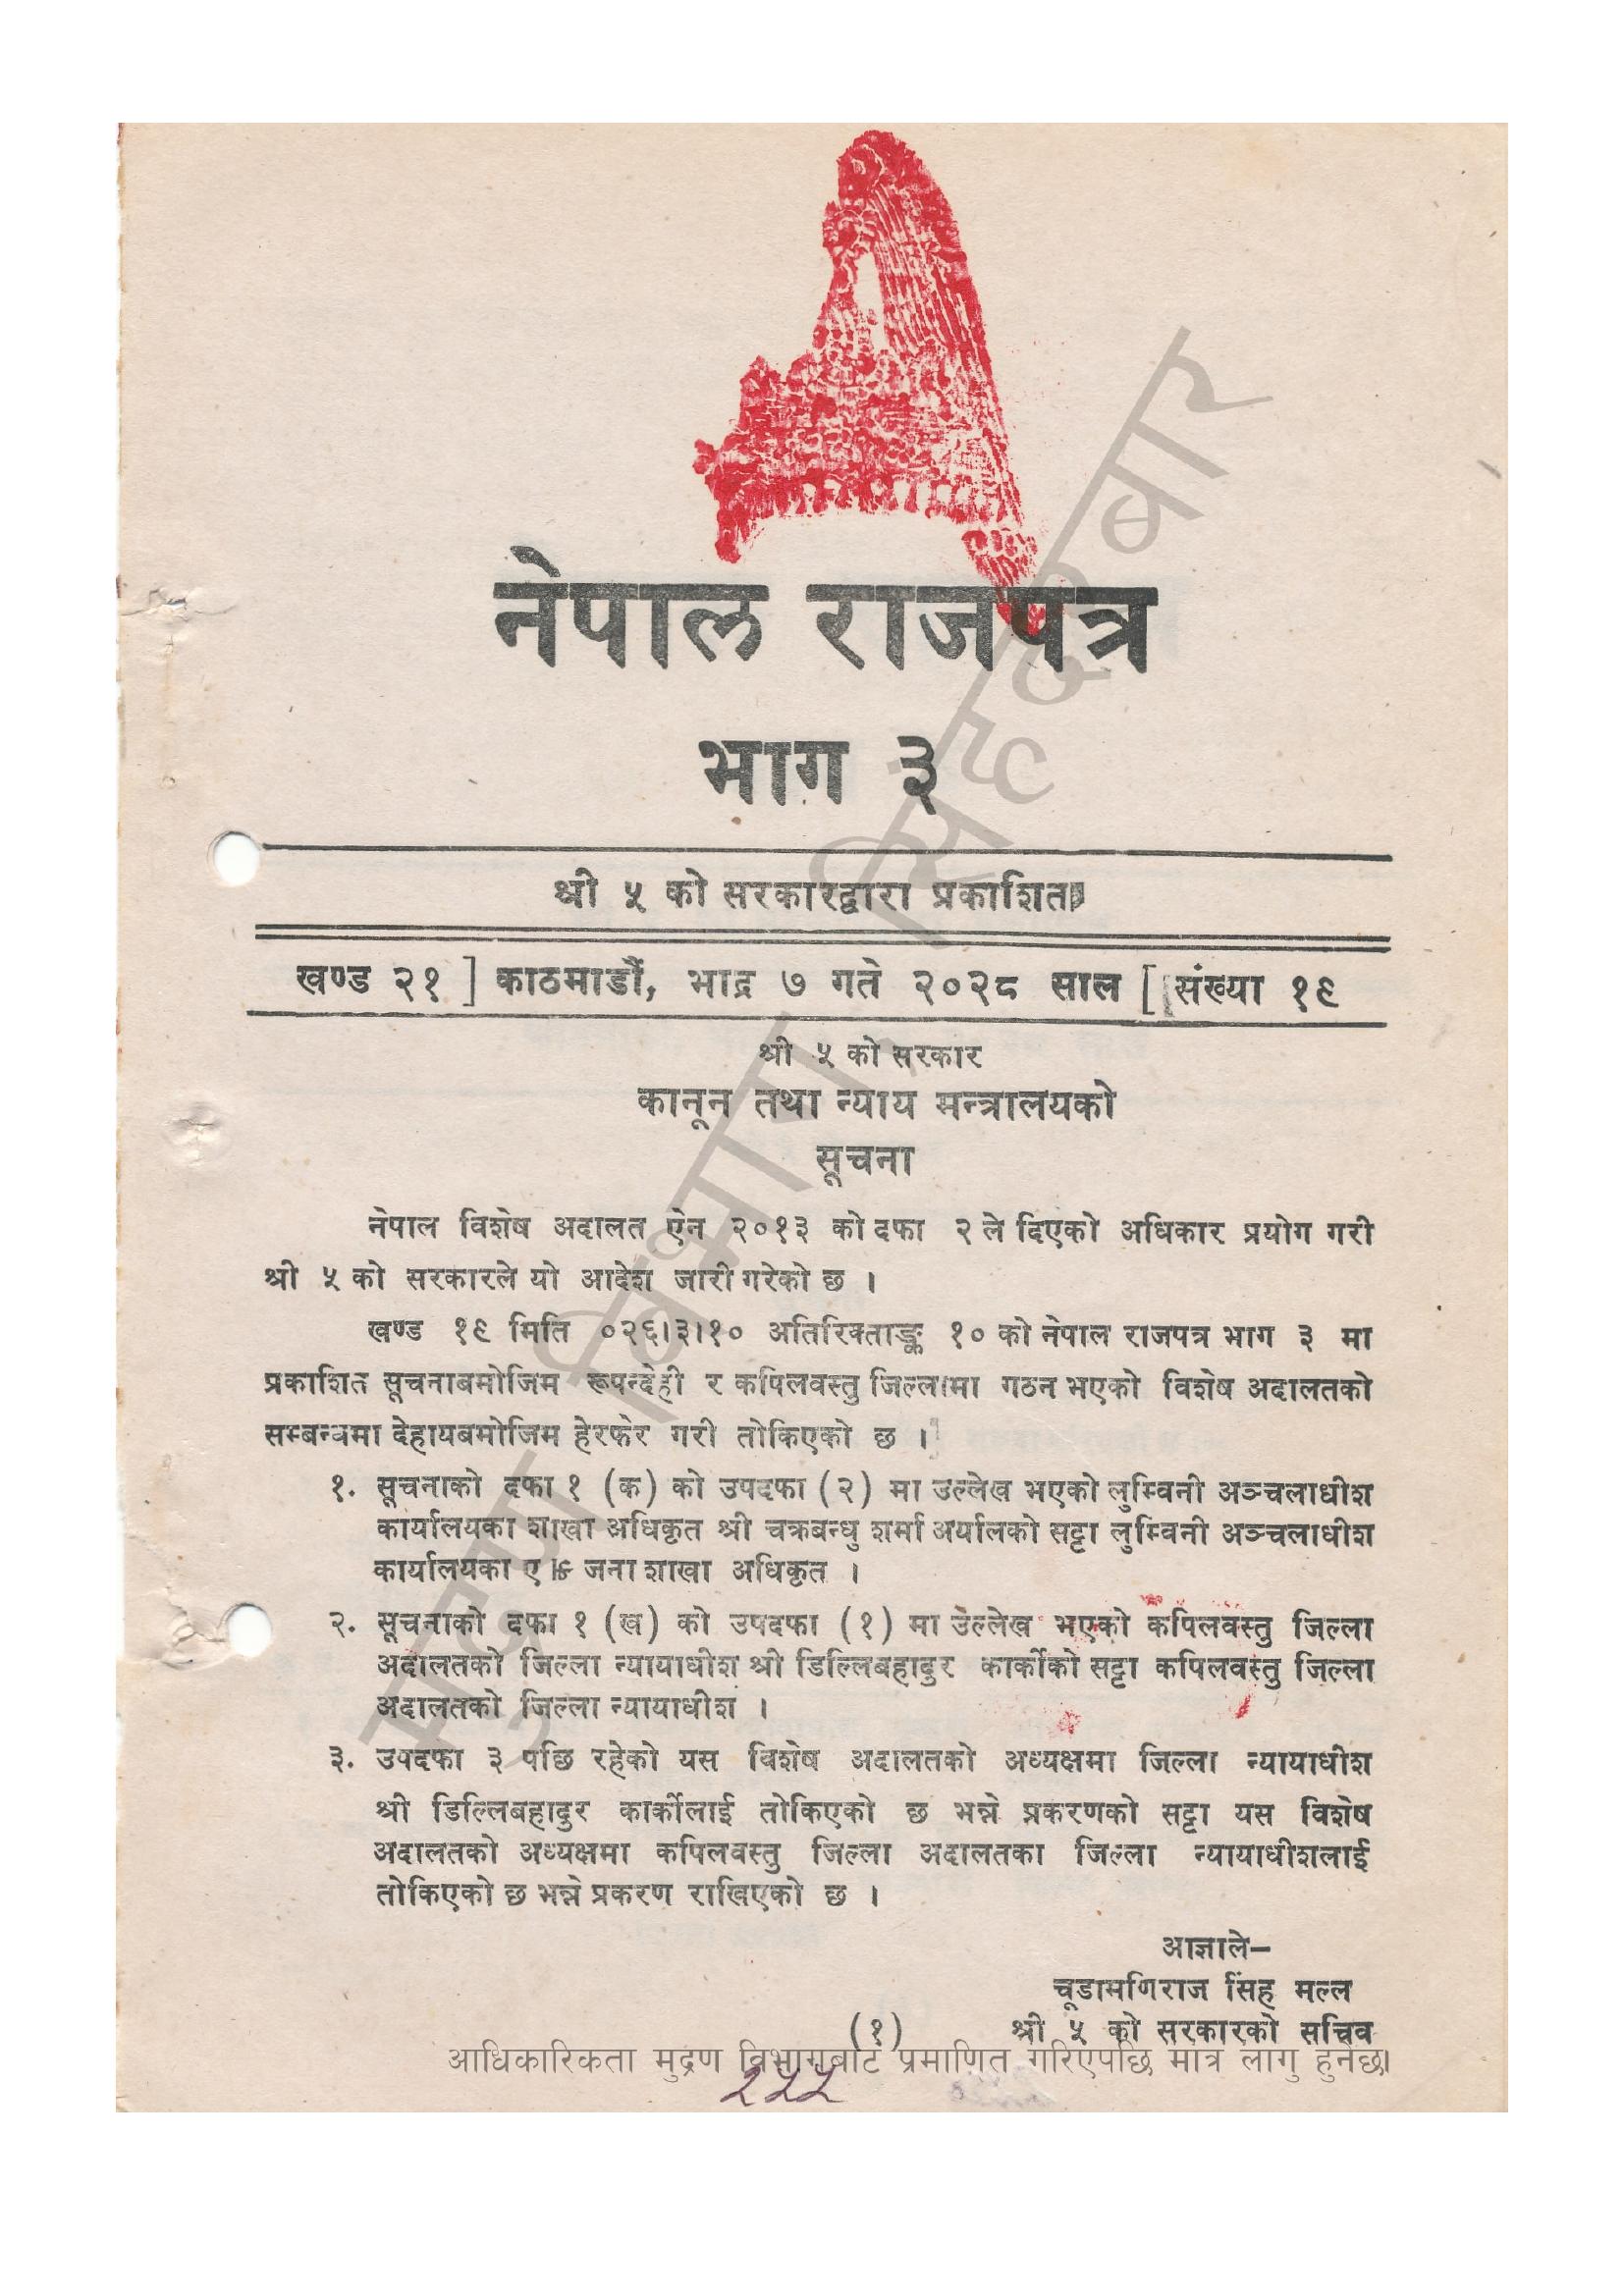 नेपाल राजपत्र
भाग ३
श्री ५ को सरकारद्वारा प्रकाशित
खण्ड २१ ] काठमाडौं, भाद्र ७ गते २०२८ साल [ संख्या १९
श्री ५ को सरकार
कानून तथा न्याय मन्त्रालयको
सूचना
नेपाल विशेष अदालत ऐन २०१३ को दफा २ ले दिएको अधिकार प्रयोग गरी
श्री ५ को सरकारले यो आदेश जारी गरेको छ ।
खण्ड १९ मिति ०२६।३।१० अतिरिक्ताङ्क १० को नेपाल राजपत्र भाग ३ मा
प्रकाशित सूचनाबमोजिम रूपन्देही र कपिलवस्तु जिल्लामा गठन भएको विशेष अदालतको
सम्बन्धमा देहायबमोजिम हेरफेर गरी तोकिएको छ ।
१. सूचनाको दफा १ (क) को उपदफा (२) मा उल्लेख भएको लुम्विनी अञ्चलाधीश
कार्यालयका शाखा अधिकृत श्री चक्रबन्धु शर्मा अर्यालको सट्टा लुम्विनी अञ्चलाधीश
कार्यालयका एक जना शाखा अधिकृत ।
२. सूचनाको दफा १ (ख) को उपदफा (१) मा उल्लेख भएको कपिलवस्तु जिल्ला
अदालतको जिल्ला न्यायाधीश श्री डिल्लिबहादुर कार्कीको सट्टा कपिलवस्तु जिल्ला
अदालतको जिल्ला न्यायाधीश ।
३. उपदफा ३ पछि रहेको यस विशेष अदालतको अध्यक्षमा जिल्ला न्यायाधीश
श्री डिल्लिबहादुर कार्कीलाई तोकिएको छ भन्ने प्रकरणको सट्टा यस विशेष
अदालतको अध्यक्षमा कपिलवस्तु जिल्ला अदालतका जिल्ला न्यायाधीशलाई
तोकिएको छ भन्ने प्रकरण राखिएको छ ।
आज्ञाले—
चूडामणिराज सिंह मल्ल
(१) श्री ५ को सरकारको सचिव
आधिकारिकता मुद्रण विभागबाट प्रमाणित गरिएपछि मात्र लागु हुनेछ।
२२५
मुद्रण विभाग, सिंहदरबार